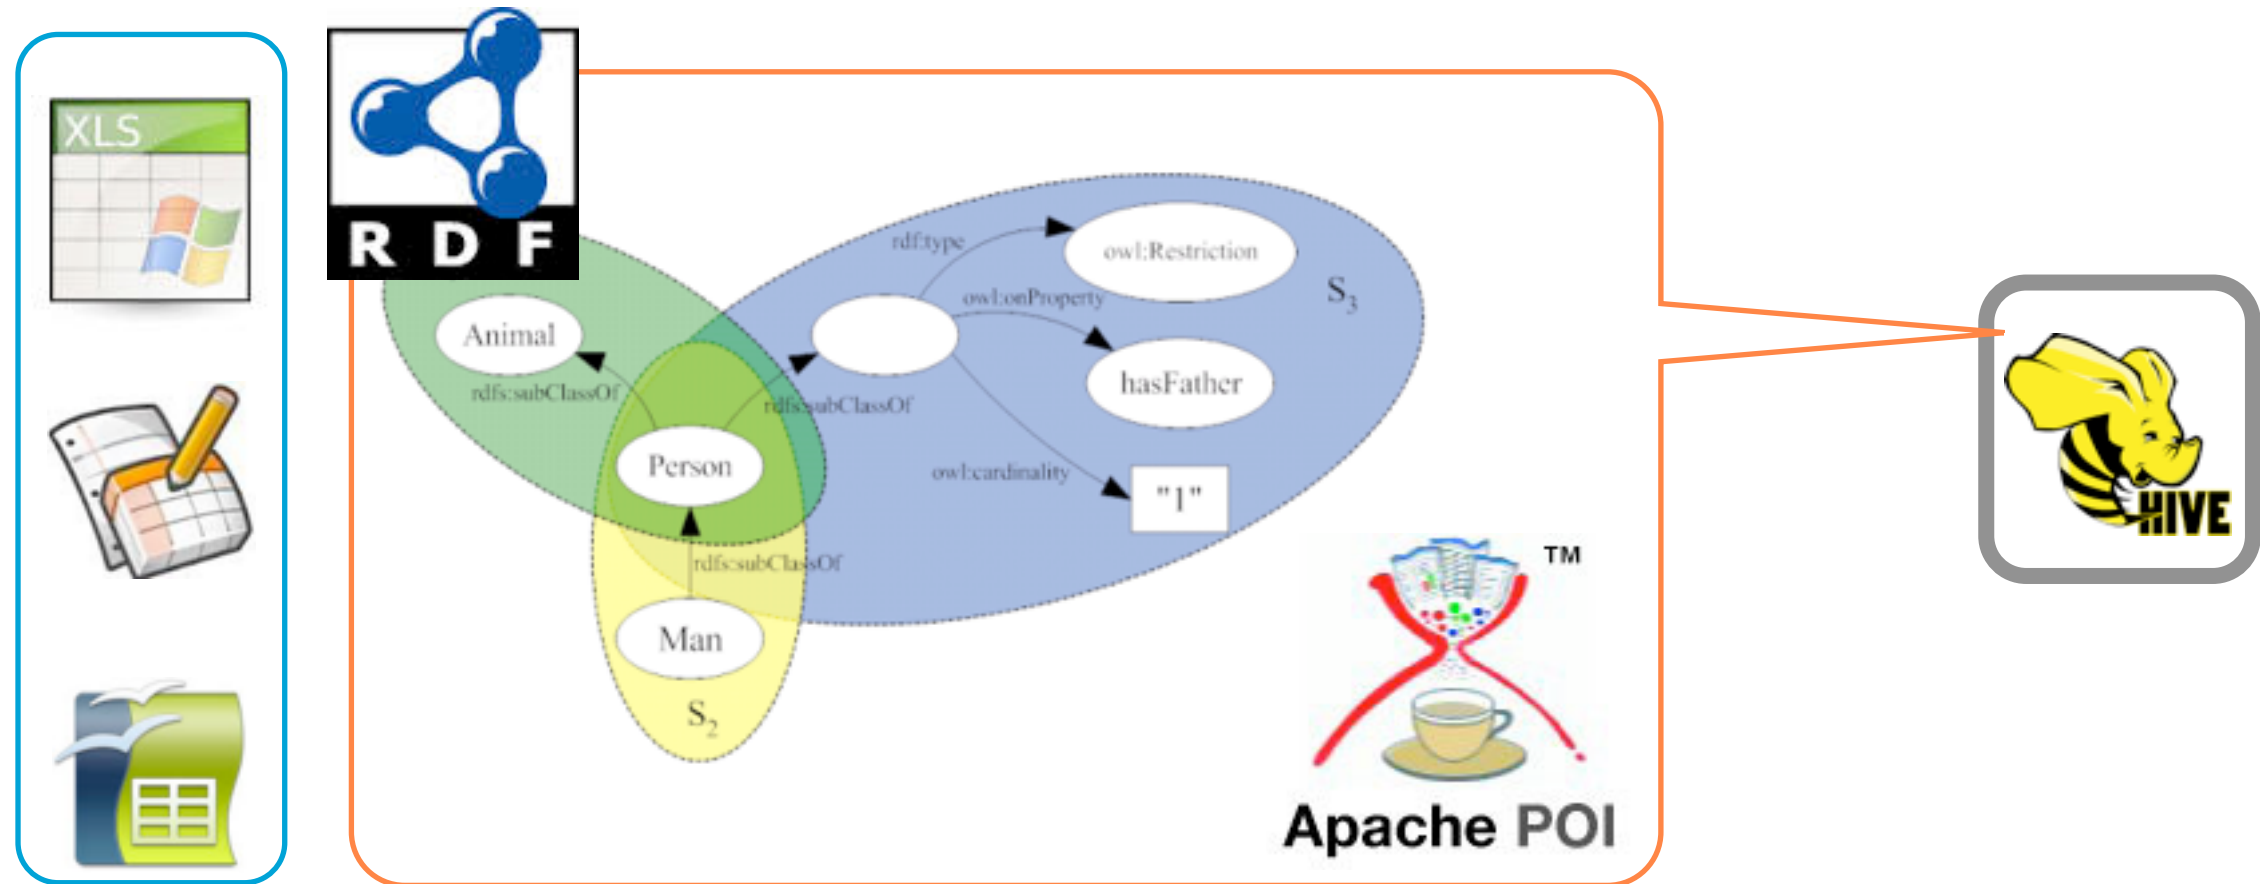 XLS
R D F
rdf:type
owl:Restriction
S3
owl:onProperty
Animal
rdfs:subClassOf
rdfs:subClassOf
hasFather
Person
owl:cardinality
"1"
rdfs:subClassOf
Man
S2
TM
Apache POI
HIVE